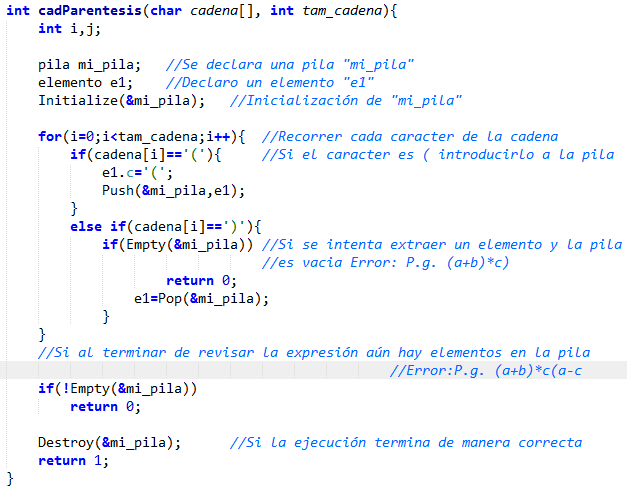 int cadParentesis(char cadena[], int tam_cadena){
int i,j;
pila mi_pila; //Se declara una pila "mi_pila"
elemento e1; //Declaro un elemento "e1"
Initialize(&mi_pila); //Inicialización de "mi_pila"
for(i=0;i<tam_cadena;i++){ //Recorrer cada caracter de la cadena
if(cadena[i]=='('){ //Si el caracter es ( introducirlo a la pila
e1.c='(';
Push(&mi_pila,e1);
}
else if(cadena[i]==')'){
if(Empty(&mi_pila)) //Si se intenta extraer un elemento y la pila
//es vacia Error: P.g. (a+b)*c)
return 0;
e1=Pop(&mi_pila);
}
}
//Si al terminar de revisar la expresión aún hay elementos en la pila
//Error:P.g. (a+b)*c(a-c
if(!Empty(&mi_pila))
return 0;
Destroy(&mi_pila); //Si la ejecución termina de manera correcta
return 1;
}